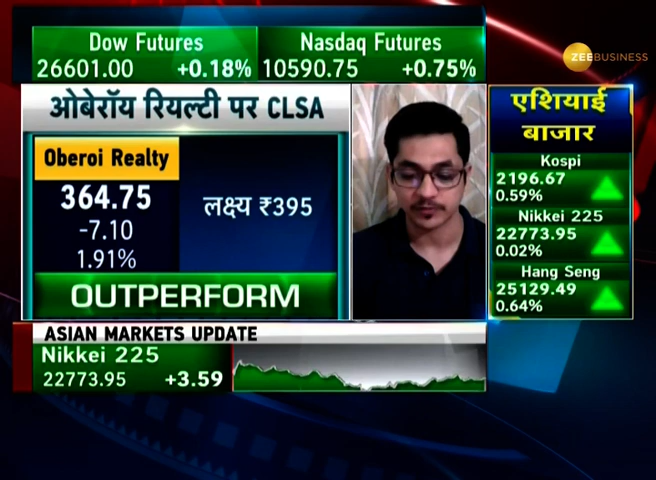 Dow Futures
26601.00 +0.18%
Nasdaq Futures
10590.75 +0.75%
ZEEBUSINESS
ओबेरॉय रियल्टी पर CLSA
Oberoi Realty
364.75
-7.10
1.91%
लक्ष्य ₹395
OUTPERFORM
एशियाई
बाजार
Kospi
2196.67
0.59%
Nikkei 225
22773.95
0.02%
Hang Seng
25129.49
0.64%
ASIAN MARKETS UPDATE
Nikkei 225
22773.95 +3.59